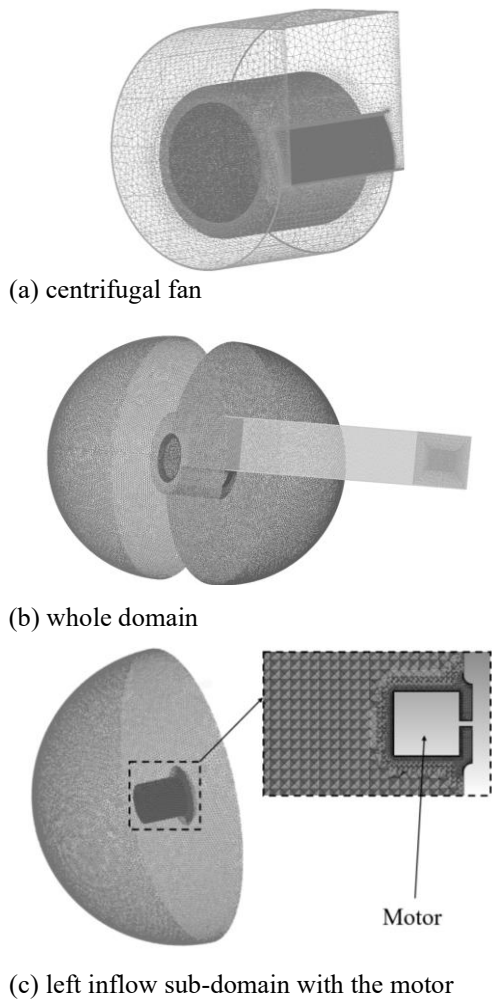 (a) centrifugal fan
(b) whole domain
Motor
(c) left inflow sub-domain with the motor